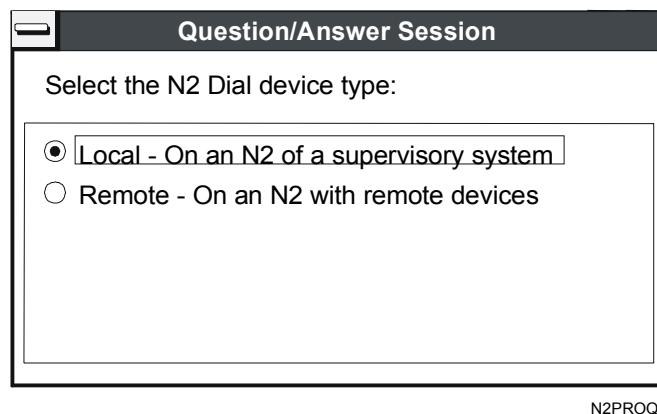 Question/Answer Session
Select the N2 Dial device type:
Local - On an N2 of a supervisory system
Remote - On an N2 with remote devices
N2PROQ